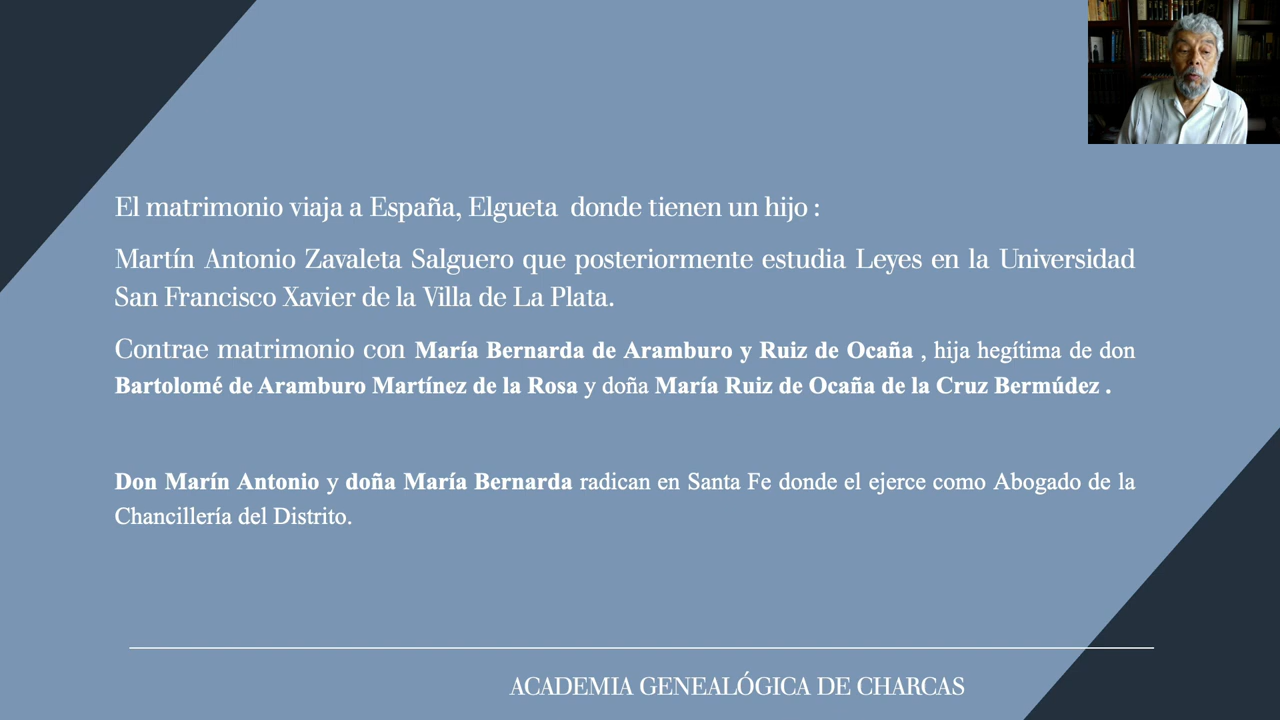 El matrimonio viaja a España, Elgueta donde tienen un hijo :
Martín Antonio Zavaleta Salguero que posteriormente estudia Leyes en la Universidad
San Francisco Xavier de la Villa de La Plata.
Contrae matrimonio con María Bernarda de Aramburo y Ruiz de Ocaña , hija hegítima de don
Bartolomé de Aramburo Martínez de la Rosa y doña María Ruiz de Ocaña de la Cruz Bermúdez .
Don Marín Antonio y doña María Bernarda radican en Santa Fe donde el ejerce como Abogado de la
Chancillería del Distrito.
ACADEMIA GENEALÓGICA DE CHARCAS